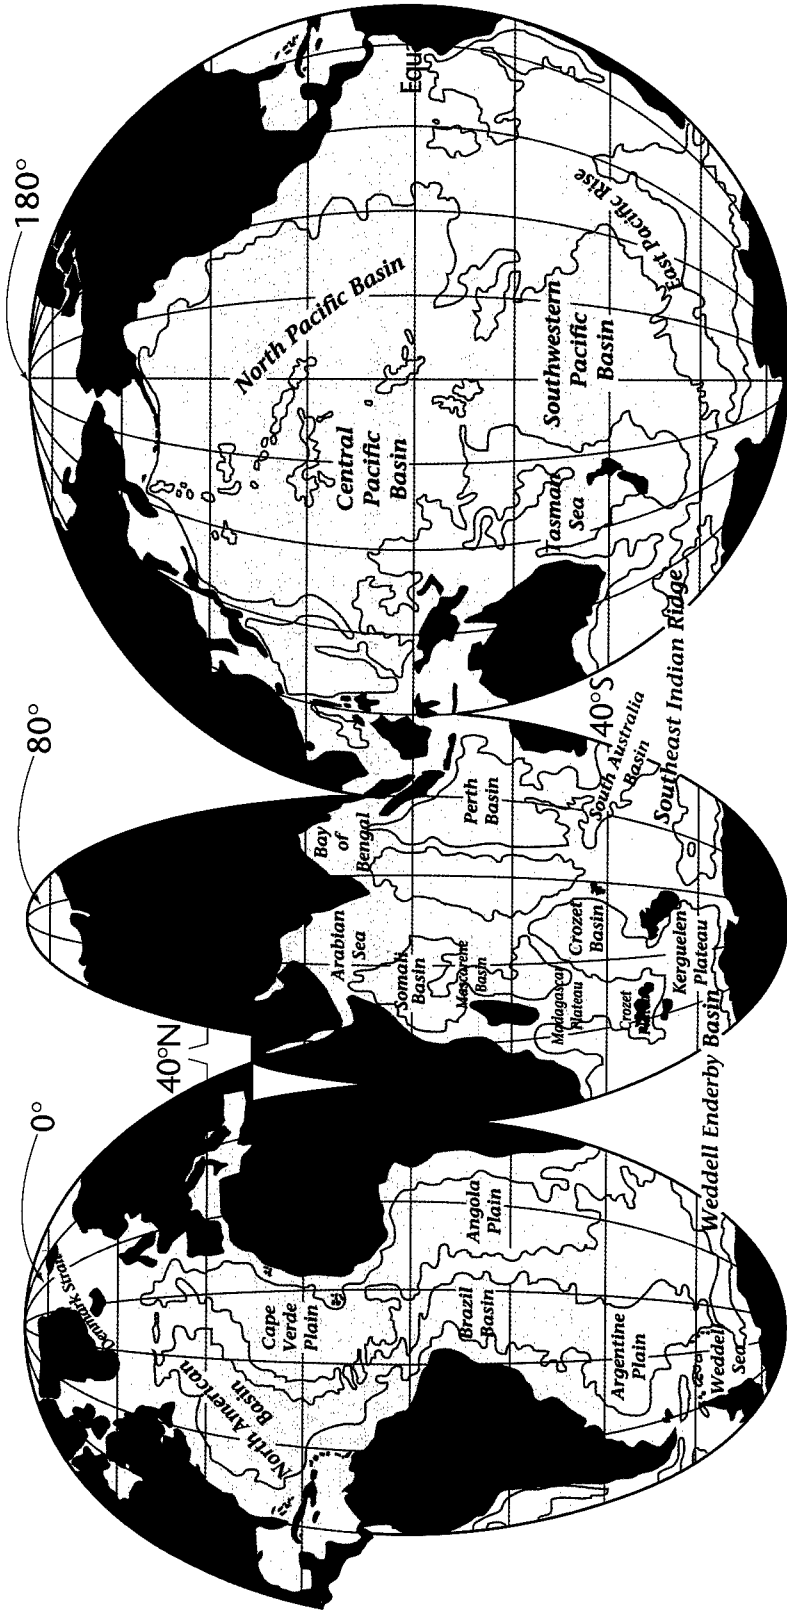 0°
80°
180°
40°N
40°S
Equ
Denmark Strait
North American
Basin
Cape
Verde
Plain
Angola
Plain
Brazil
Basin
Argentine
Plain
Weddell
Sea
Weddell Enderby Basin
Arabian
Sea
Bay
of
Bengal
Somali
Basin
Mascarene
Basin
Madagascar
Plateau
Crozet
Basin
Crozet
Kerguelen
Plateau
Perth
Basin
South Australia
Basin
Southeast Indian Ridge
North Pacific Basin
Central
Pacific
Basin
Tasman
Sea
Southwestern
Pacific
Basin
East Pacific Rise